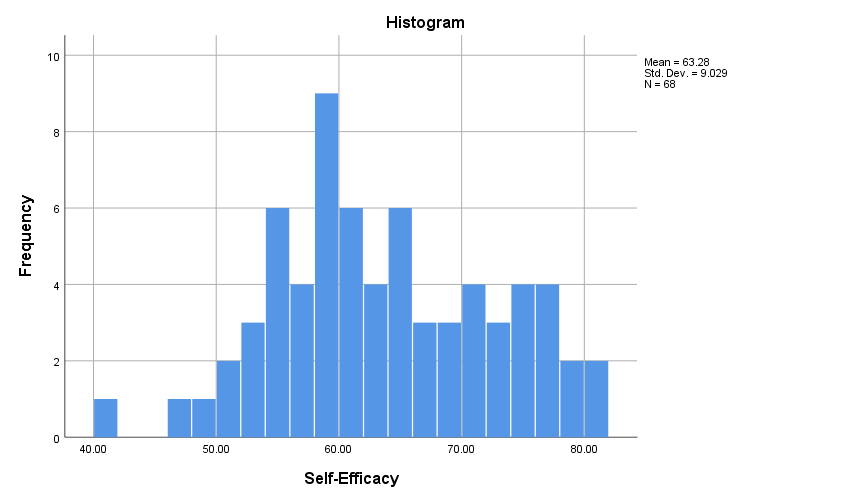 Histogram
Mean = 63.28
Std. Dev. = 9.029
N = 68
10
8
6
4
2
0
Frequency
40.00 50.00 60.00 70.00 80.00
Self-Efficacy